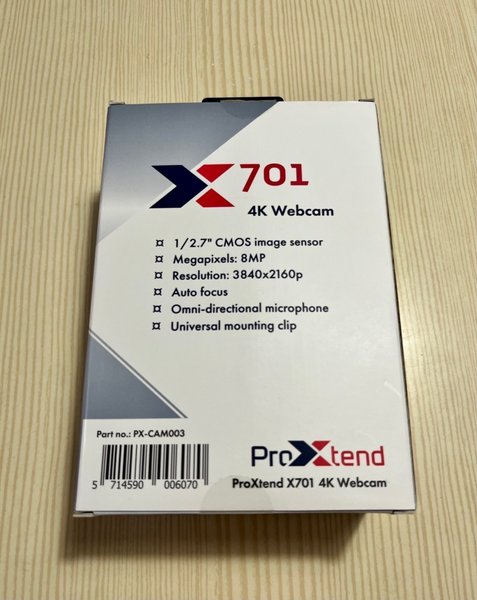 X701
4K Webcam
¤ 1/2.7" CMOS image sensor
¤ Megapixels: 8MP
¤ Resolution: 3840x2160p
¤ Auto focus
¤ Omni-directional microphone
¤ Universal mounting clip
Part no.: PX-CAM003
5 714590 006070
ProXtend
ProXtend X701 4K Webcam